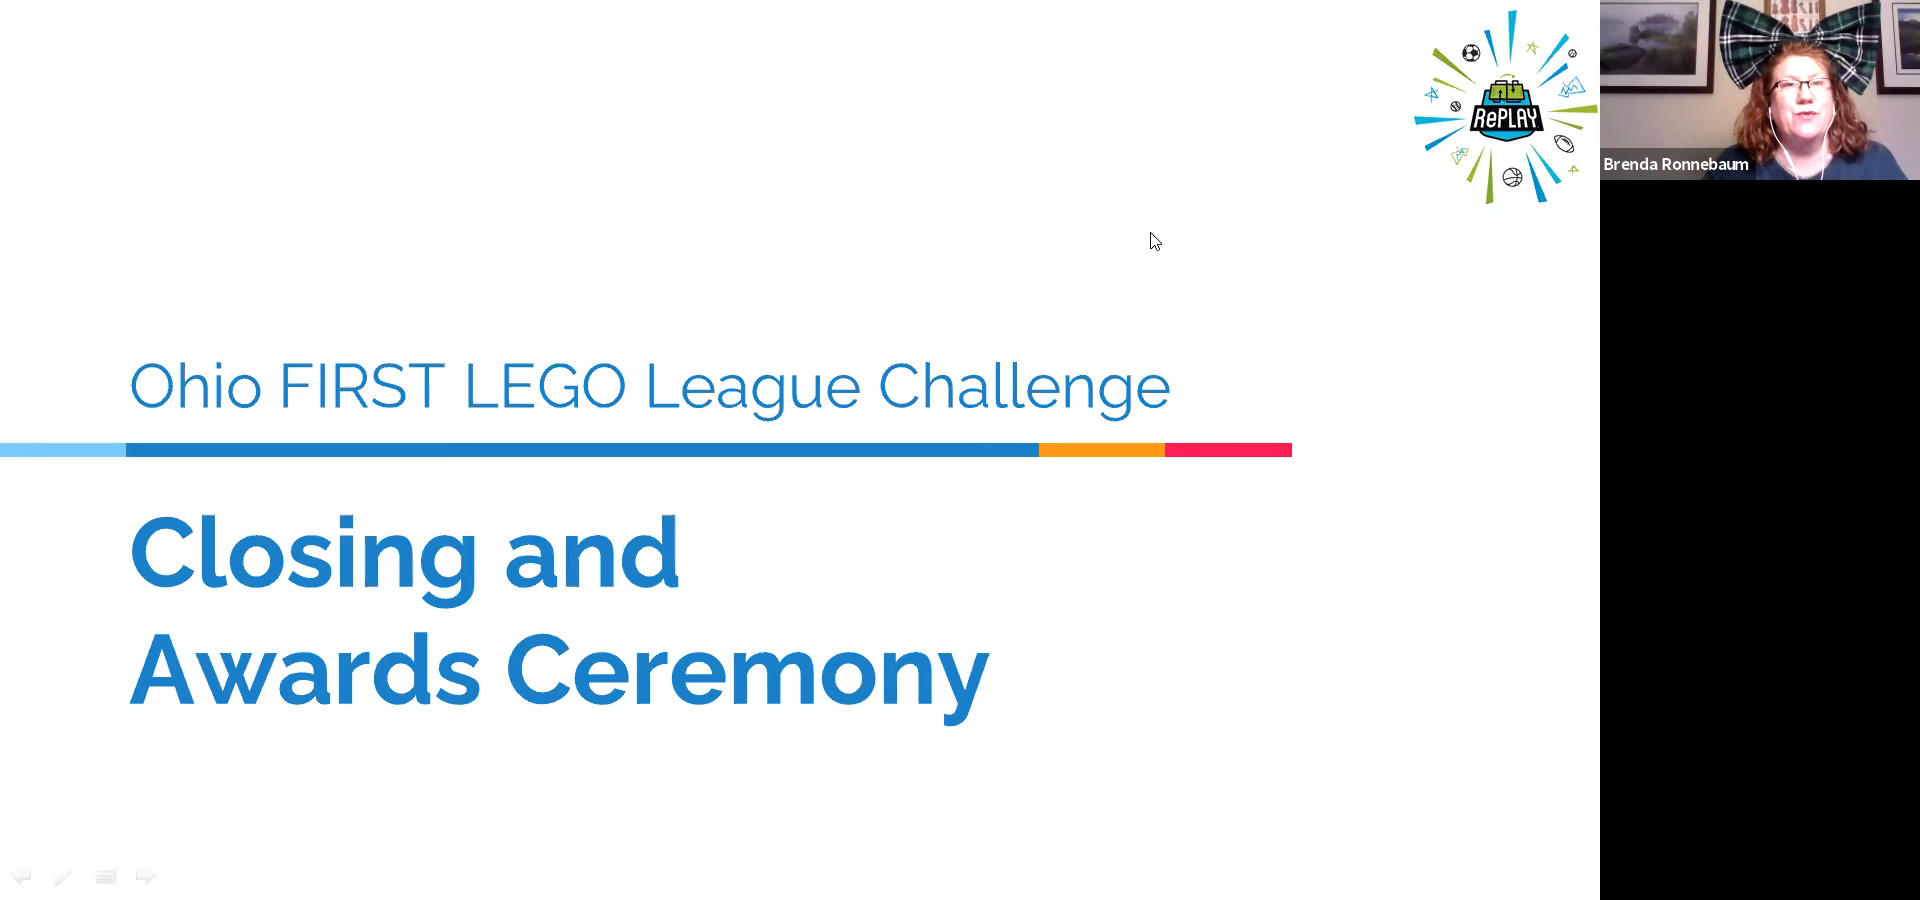 RePLAY
Brenda Ronnebaum
Ohio FIRST LEGO League Challenge
Closing and
Awards Ceremony